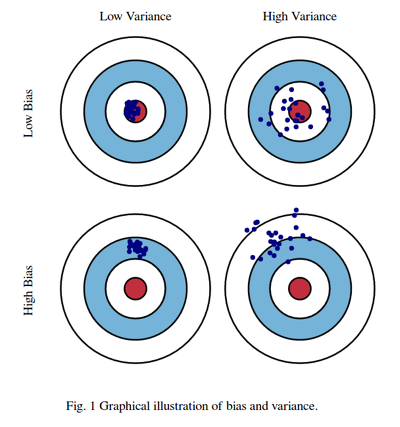 Low Variance
High Variance
Low Bias
High Bias
Fig. 1 Graphical illustration of bias and variance.